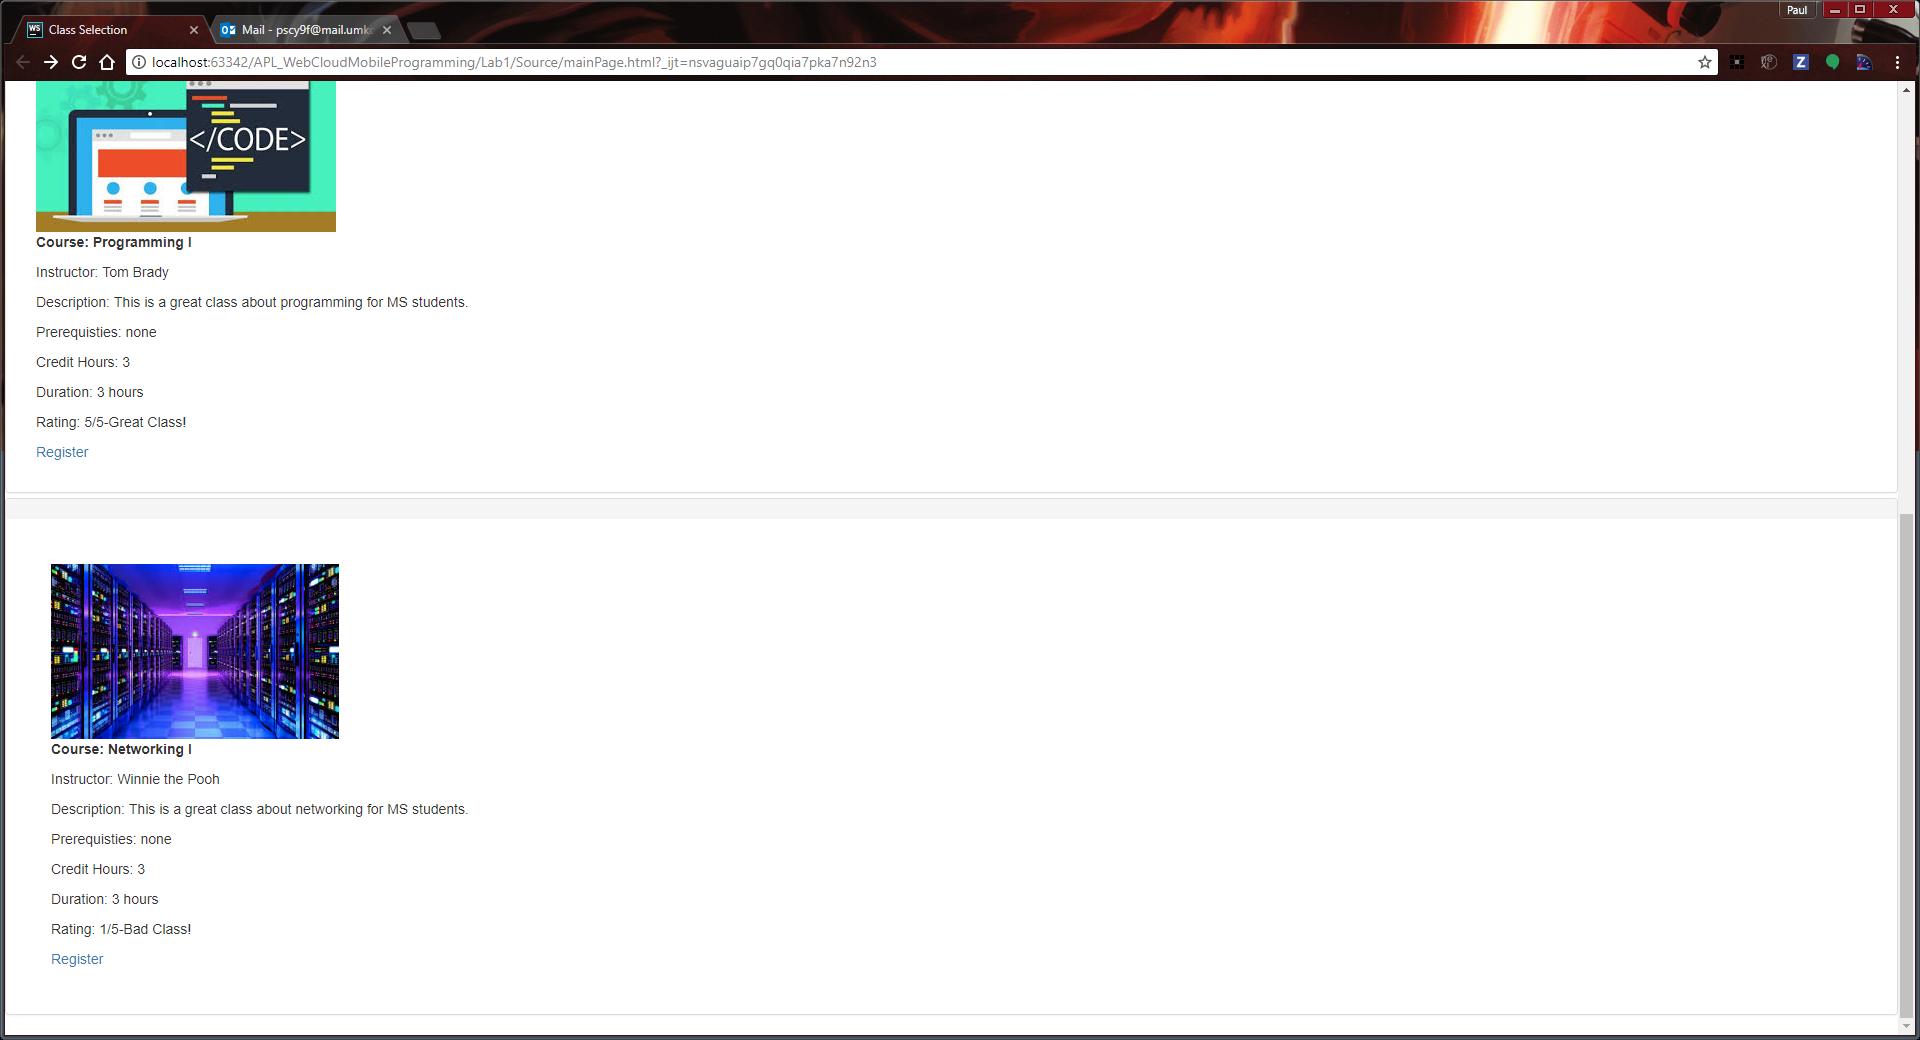 Paul
WS
Class Selection
Mail - pscy9f@mail.umk
localhost:63342/APL_WebCloudMobileProgramming/Lab1/Source/mainPage.html?_ijt=nsvaguaip7gq0qia7pka7n92n3
Z
</CODE>
Course: Programming I
Instructor: Tom Brady
Description: This is a great class about programming for MS students.
Prerequisties: none
Credit Hours: 3
Duration: 3 hours
Rating: 5/5-Great Class!
Register
Course: Networking I
Instructor: Winnie the Pooh
Description: This is a great class about networking for MS students.
Prerequisties: none
Credit Hours: 3
Duration: 3 hours
Rating: 1/5-Bad Class!
Register